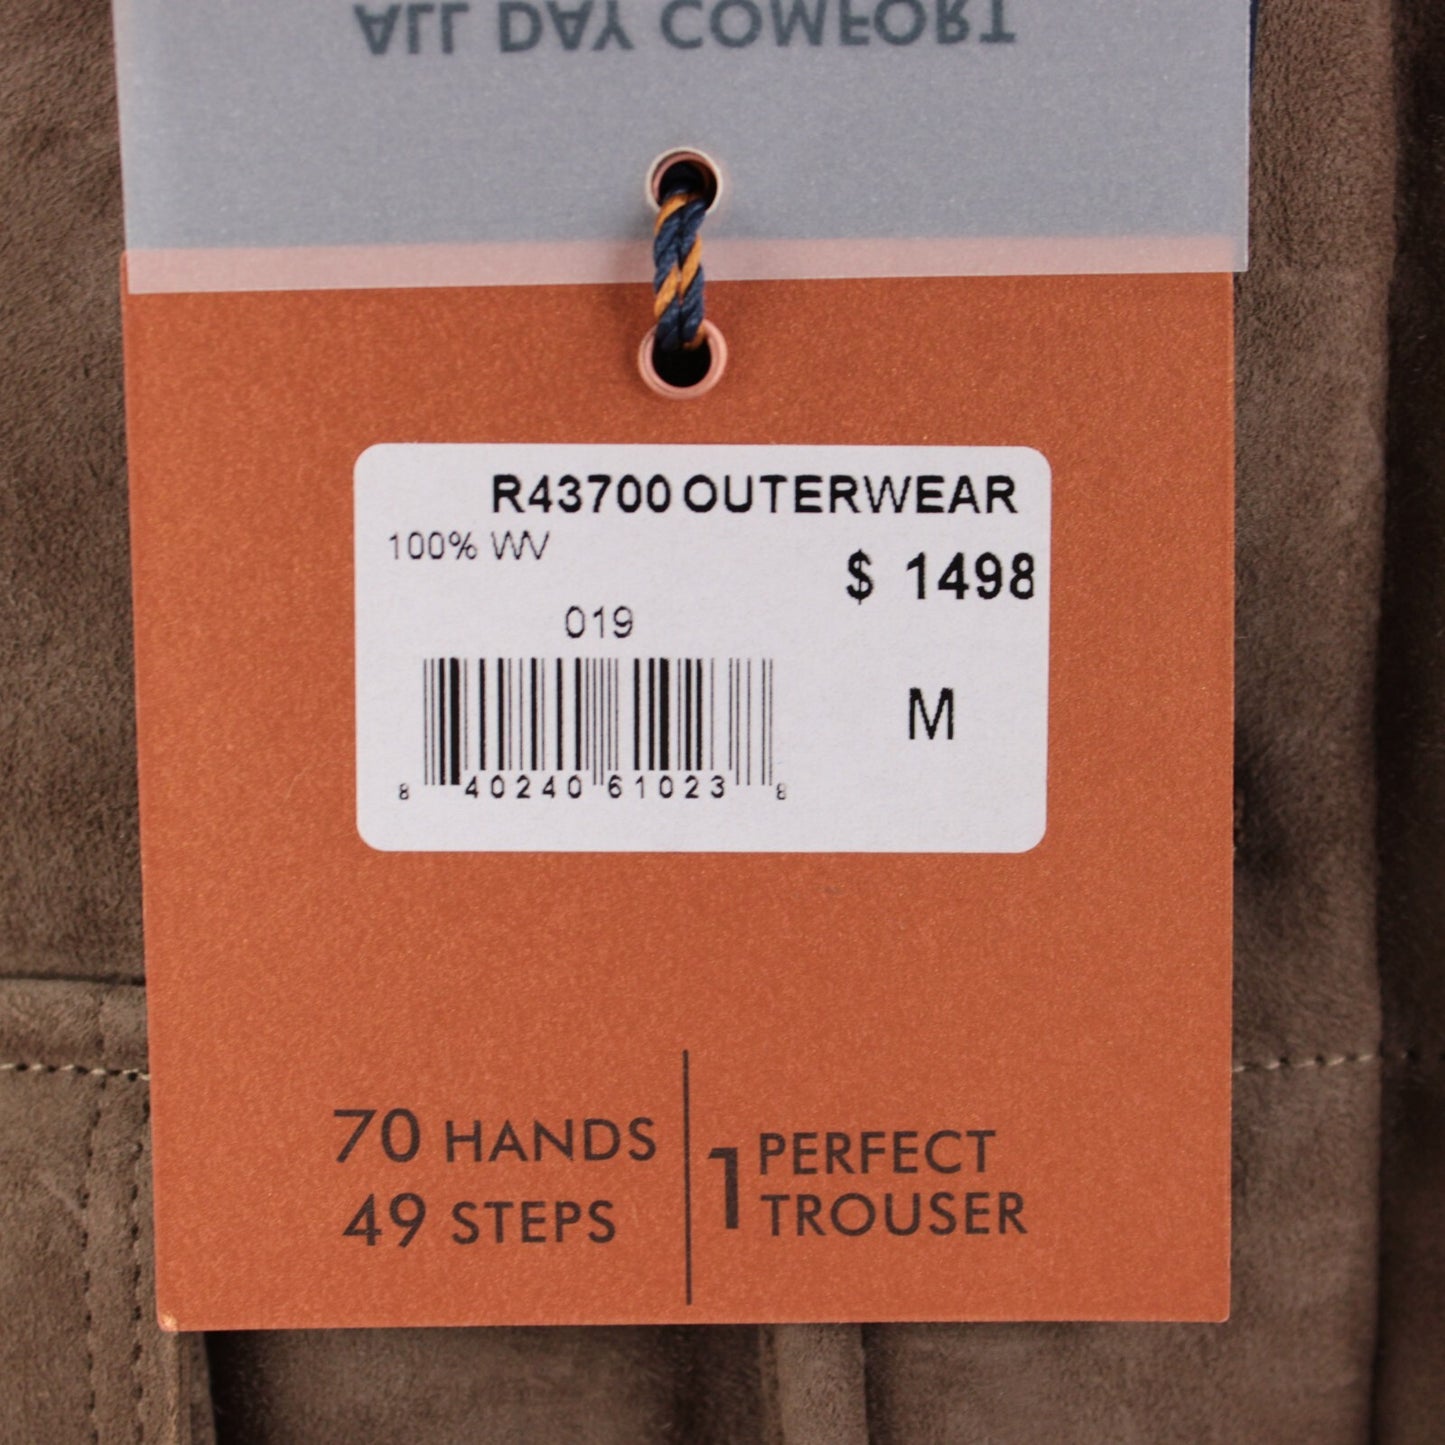 ALL DAY COMFORT
R43700 OUTERWEAR
100% WV
$ 1498
019
M
8 40240 61023 8
70 HANDS
49 STEPS
1 PERFECT
TROUSER